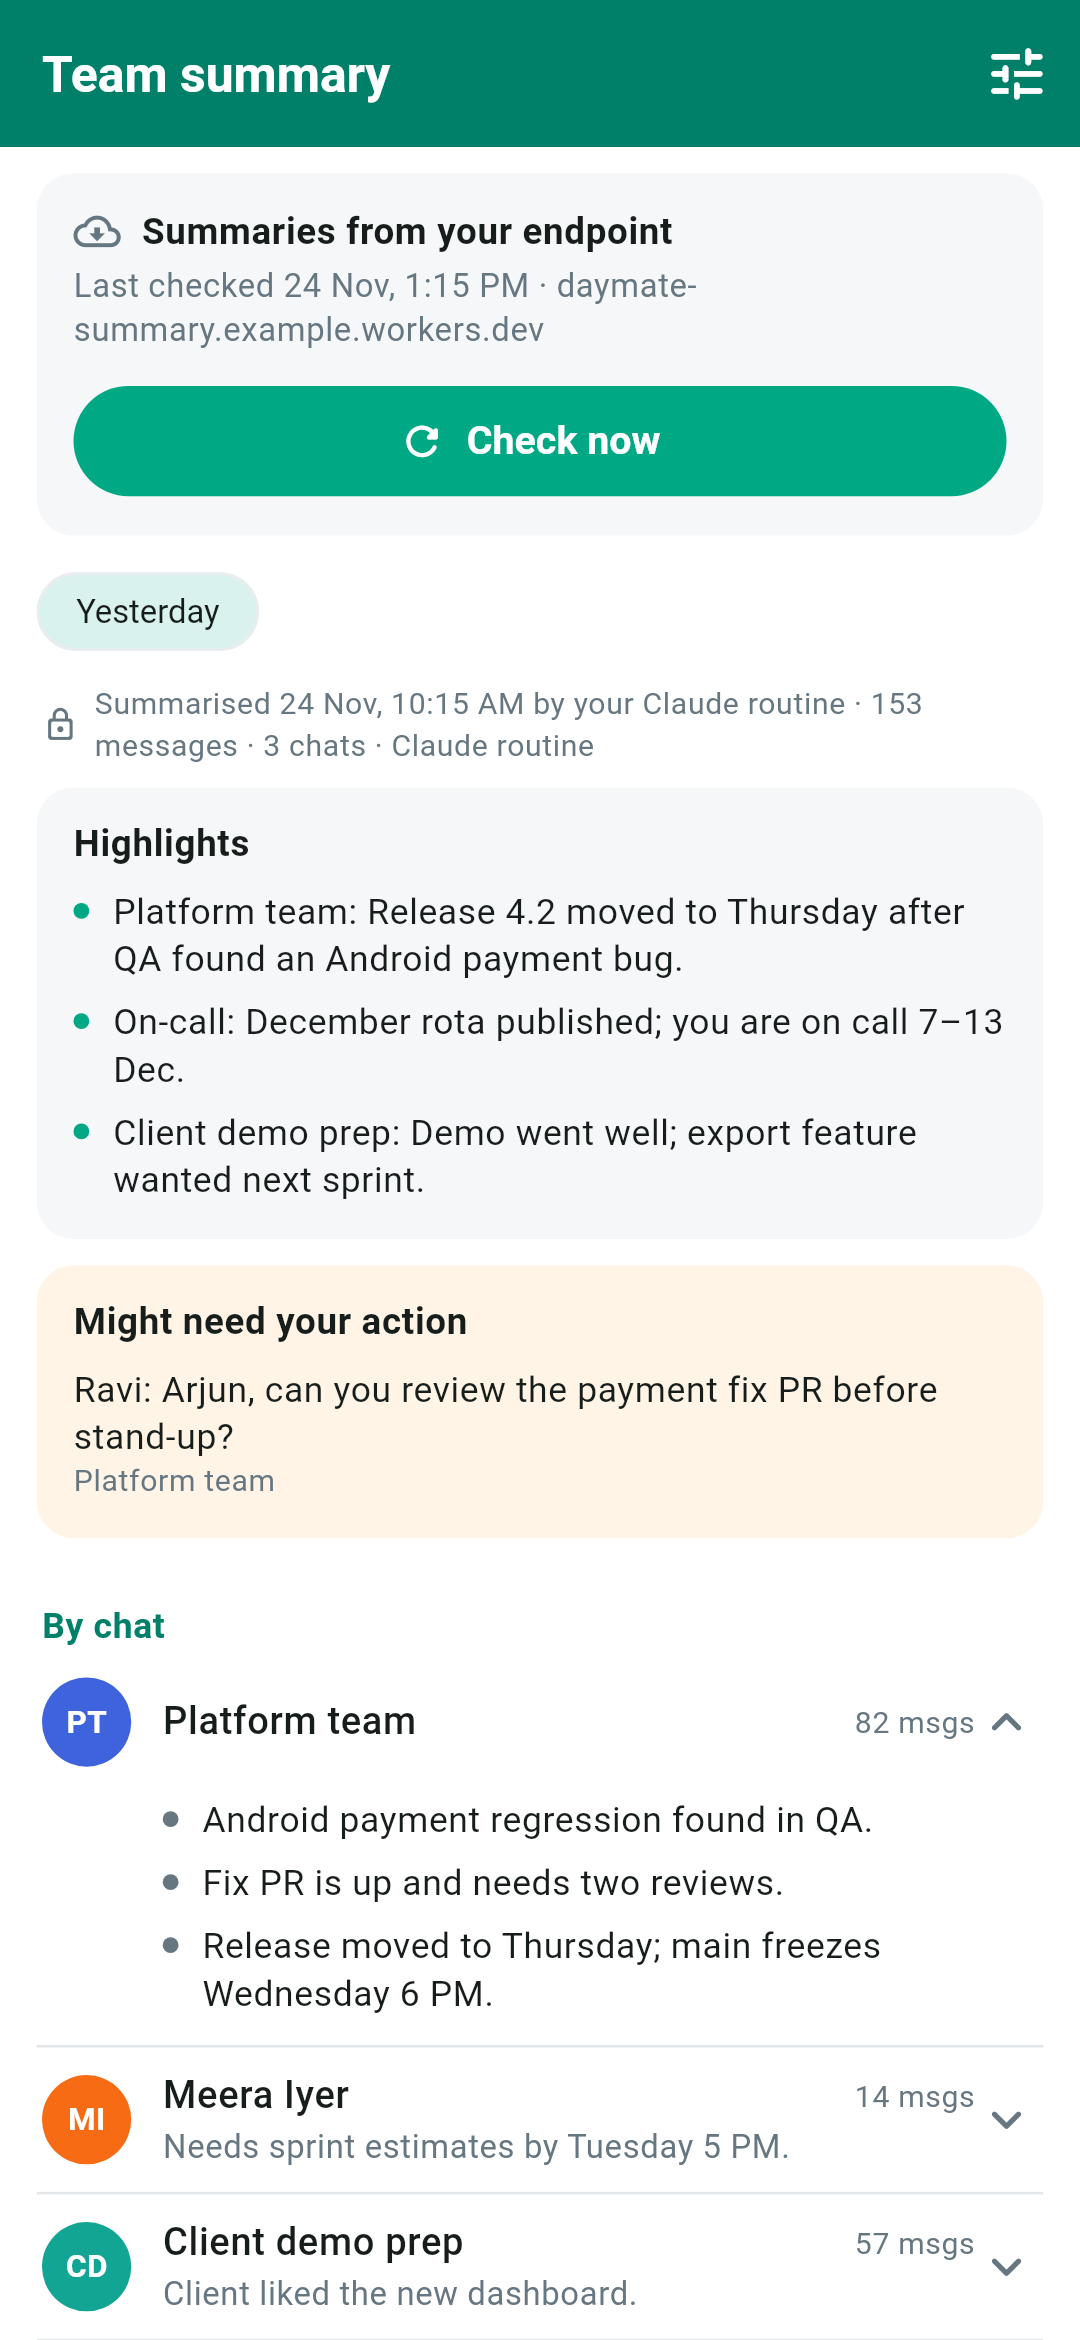 Team summary
Summaries from your endpoint
Last checked 24 Nov, 1:15 PM · daymate-
summary.example.workers.dev
Check now
Yesterday
Summarised 24 Nov, 10:15 AM by your Claude routine · 153
messages · 3 chats · Claude routine
Highlights
Platform team: Release 4.2 moved to Thursday after
QA found an Android payment bug.
On-call: December rota published; you are on call 7–13
Dec.
Client demo prep: Demo went well; export feature
wanted next sprint.
Might need your action
Ravi: Arjun, can you review the payment fix PR before
stand-up?
Platform team
By chat
PT Platform team 82 msgs
Android payment regression found in QA.
Fix PR is up and needs two reviews.
Release moved to Thursday; main freezes
Wednesday 6 PM.
MI Meera Iyer 14 msgs
Needs sprint estimates by Tuesday 5 PM.
CD Client demo prep 57 msgs
Client liked the new dashboard.